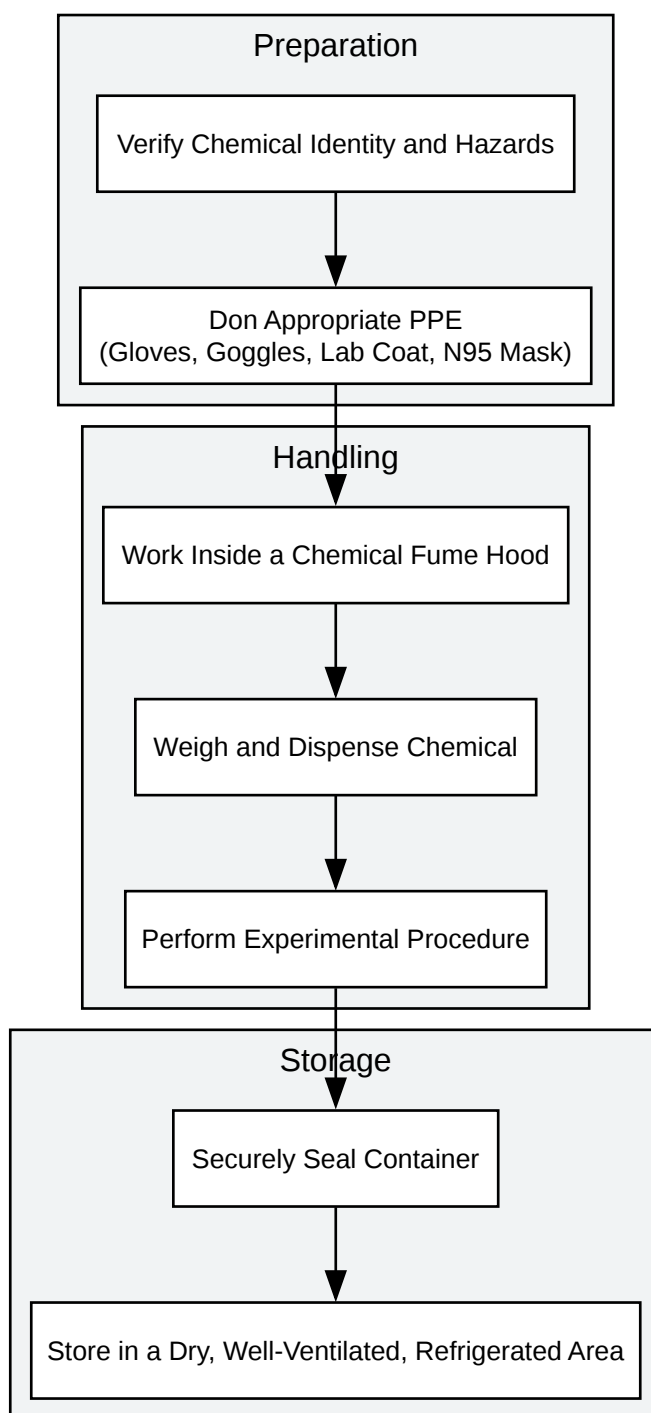 Preparation
Verify Chemical Identity and Hazards
Don Appropriate PPE
(Gloves, Goggles, Lab Coat, N95 Mask)
Handling
Work Inside a Chemical Fume Hood
Weigh and Dispense Chemical
Perform Experimental Procedure
Storage
Securely Seal Container
Store in a Dry, Well-Ventilated, Refrigerated Area